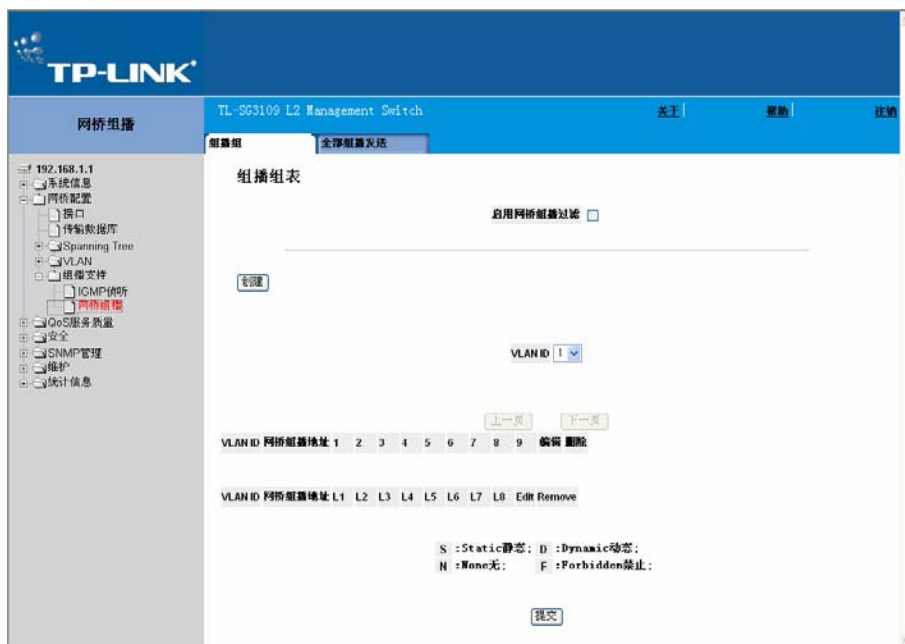 TP-LINK
网桥组播
TL-SG3109 L2 Management Switch
关于
帮助
注销
组播组
全部组播发送
192.168.1.1
系统信息
网桥配置
接口
传输数据库
Spanning Tree
VLAN
组播支持
IGMP侦听
网桥组播
QoS服务质量
安全
SNMP管理
维护
统计信息
组播组表
启用网桥组播过滤
创建
VLAN ID 1
上一页 下一页
VLAN ID 网桥组播地址 1 2 3 4 5 6 7 8 9 编辑 删除
VLAN ID 网桥组播地址 L1 L2 L3 L4 L5 L6 L7 L8 Edit Remove
S :Static静态; D :Dynamic动态;
N :None无; F :Forbidden禁止;
提交